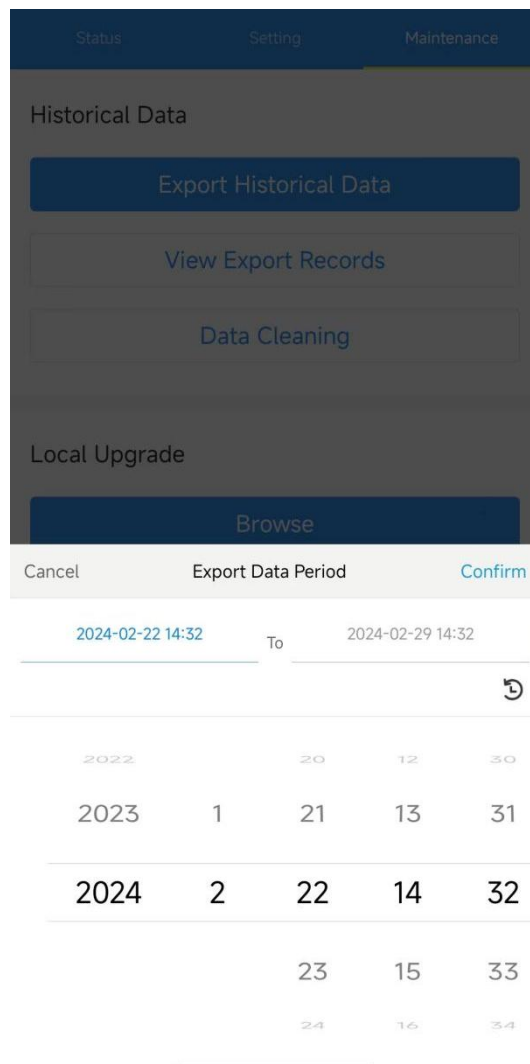 Status Setting Maintenance
Historical Data
Export Historical Data
View Export Records
Data Cleaning
Local Upgrade
Browse
Cancel Export Data Period Confirm
2024-02-22 14:32 To 2024-02-29 14:32
2022 20 12 30
2023 1 21 13 31
2024 2 22 14 32
23 15 33
24 16 34